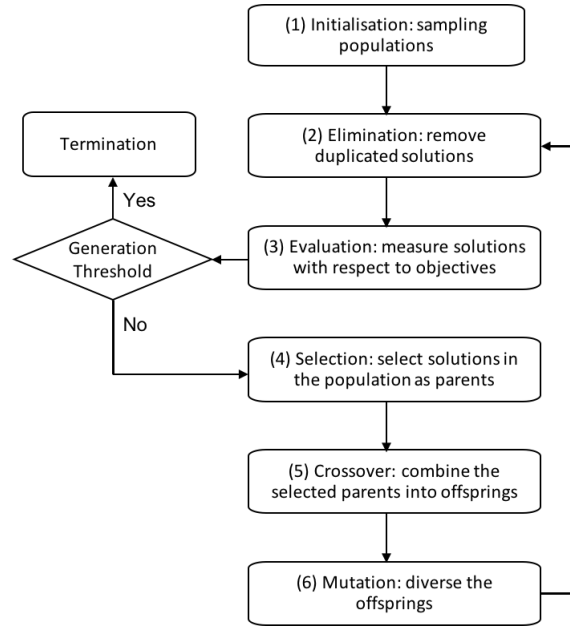 (1) Initialisation: sampling
populations
(2) Elimination: remove
duplicated solutions
Termination
Yes
(3) Evaluation: measure solutions
with respect to objectives
Generation
Threshold
No
(4) Selection: select solutions in
the population as parents
(5) Crossover: combine the
selected parents into offsprings
(6) Mutation: diverse the
offsprings